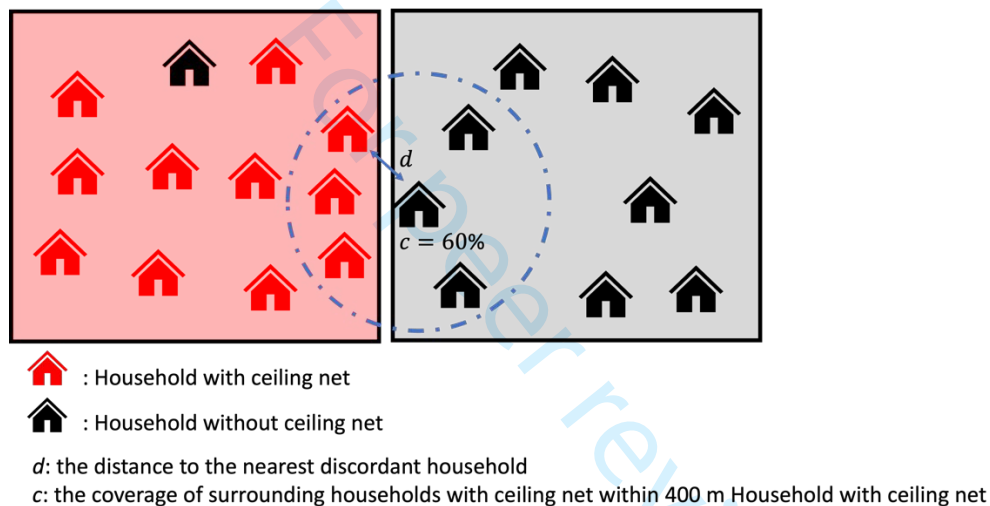 d
c = 60%
: Household with ceiling net
: Household without ceiling net
d: the distance to the nearest discordant household
c: the coverage of surrounding households with ceiling net within 400 m Household with ceiling net
For peer rev